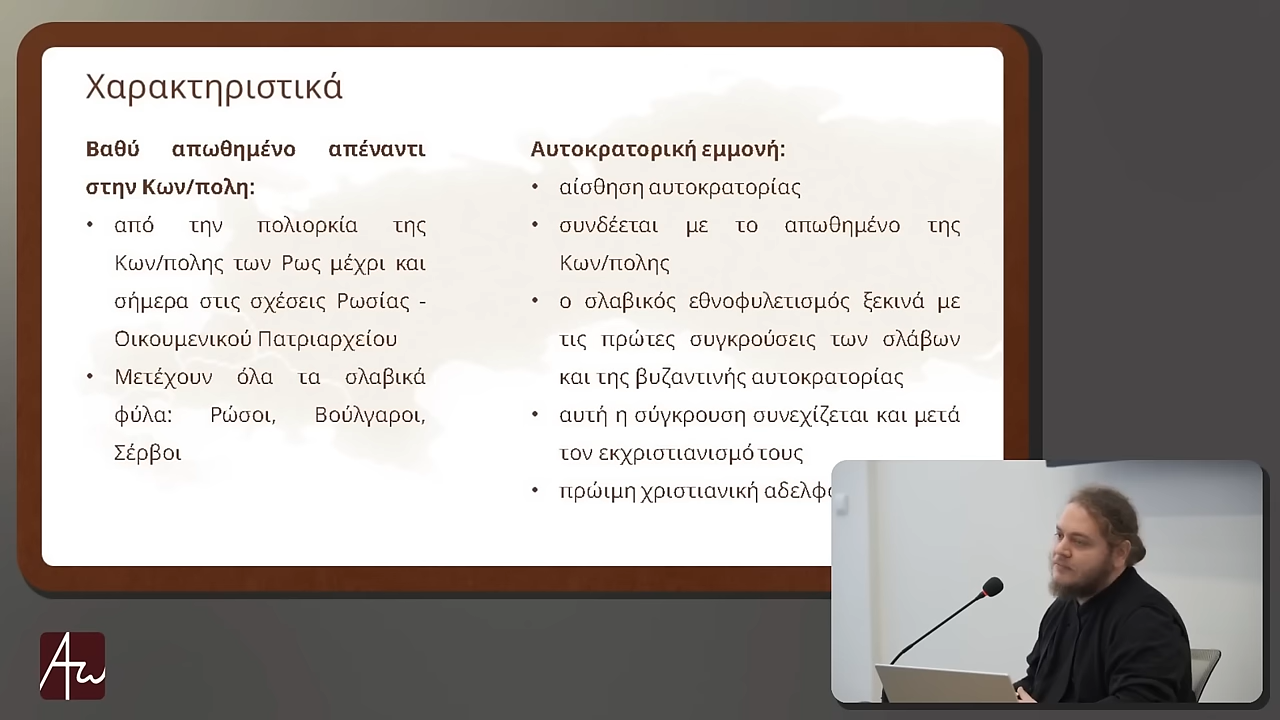 Χαρακτηριστικά
Βαθύ απωθημένο απέναντι
στην Κων/πολη:
• από την πολιορκία της
Κων/πολης των Ρως μέχρι και
σήμερα στις σχέσεις Ρωσίας -
Οικουμενικού Πατριαρχείου
• Μετέχουν όλα τα σλαβικά
φύλα: Ρώσοι, Βούλγαροι,
Σέρβοι
Αυτοκρατορική εμμονή:
• αίσθηση αυτοκρατορίας
• συνδέεται με το απωθημένο της
Κων/πολης
• ο σλαβικός εθνοφυλετισμός ξεκινά με
τις πρώτες συγκρούσεις των σλάβων
και της βυζαντινής αυτοκρατορίας
• αυτή η σύγκρουση συνεχίζεται και μετά
τον εκχριστιανισμό τους
• πρώιμη χριστιανική
Αω